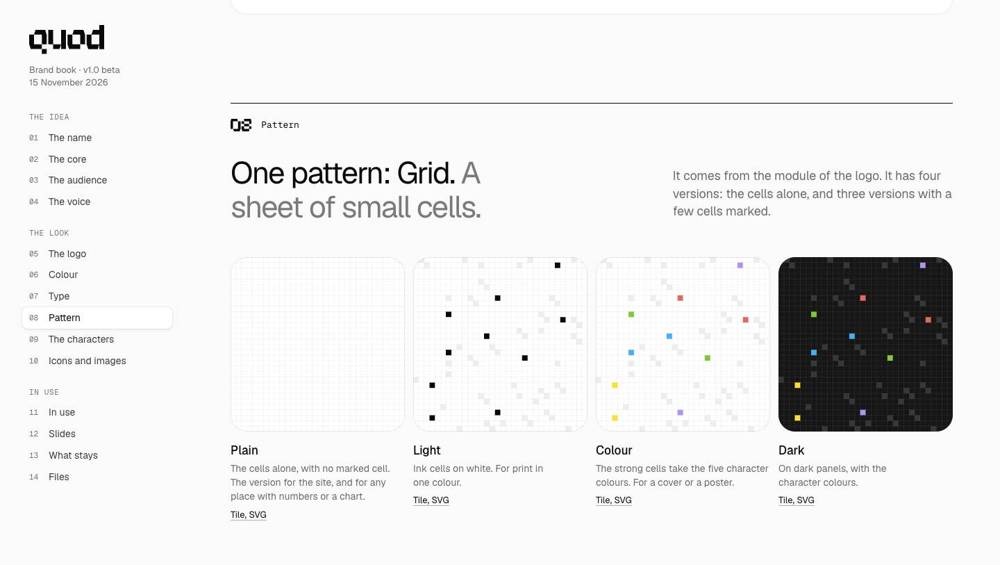 quod
Brand book · v1.0 beta
15 November 2026
THE IDEA
01 The name
02 The core
03 The audience
04 The voice
THE LOOK
05 The logo
06 Colour
07 Type
08 Pattern
09 The characters
10 Icons and images
IN USE
11 In use
12 Slides
13 What stays
14 Files
08 Pattern
One pattern: Grid. A
sheet of small cells.
It comes from the module of the logo. It has four
versions: the cells alone, and three versions with a
few cells marked.
Plain
The cells alone, with no marked cell.
The version for the site, and for any
place with numbers or a chart.
Tile, SVG
Light
Ink cells on white. For print in
one colour.
Tile, SVG
Colour
The strong cells take the five character
colours. For a cover or a poster.
Tile, SVG
Dark
On dark panels, with the
character colours.
Tile, SVG